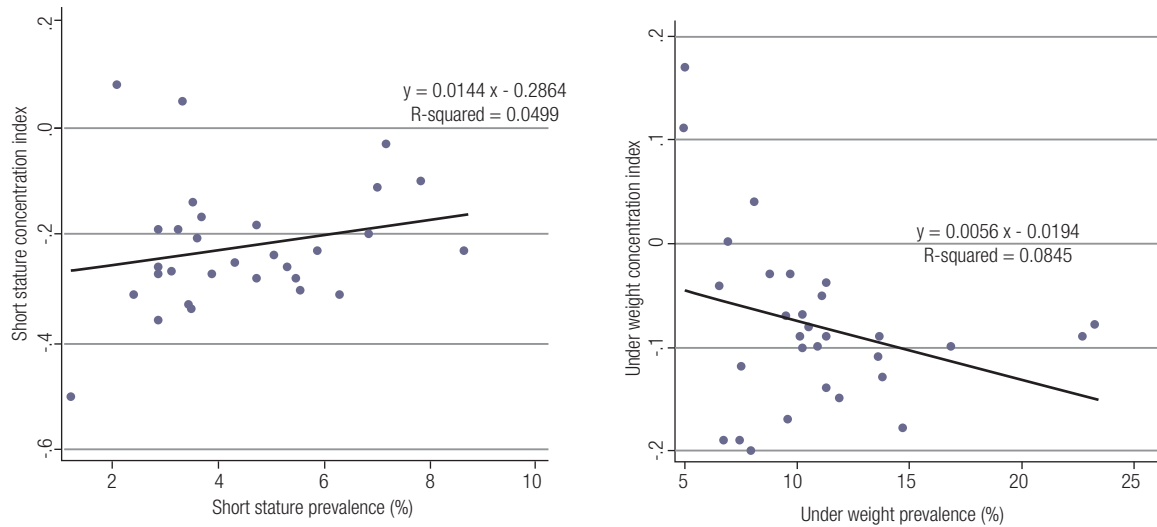 Short stature concentration index
.2
.0
-.2
-.4
-.6
y = 0.0144 x - 0.2864
R-squared = 0.0499
2
4
6
8
10
Short stature prevalence (%)
Under weight concentration index
.2
.1
0
-.1
-.2
y = 0.0056 x - 0.0194
R-squared = 0.0845
5
10
15
20
25
Under weight prevalence (%)